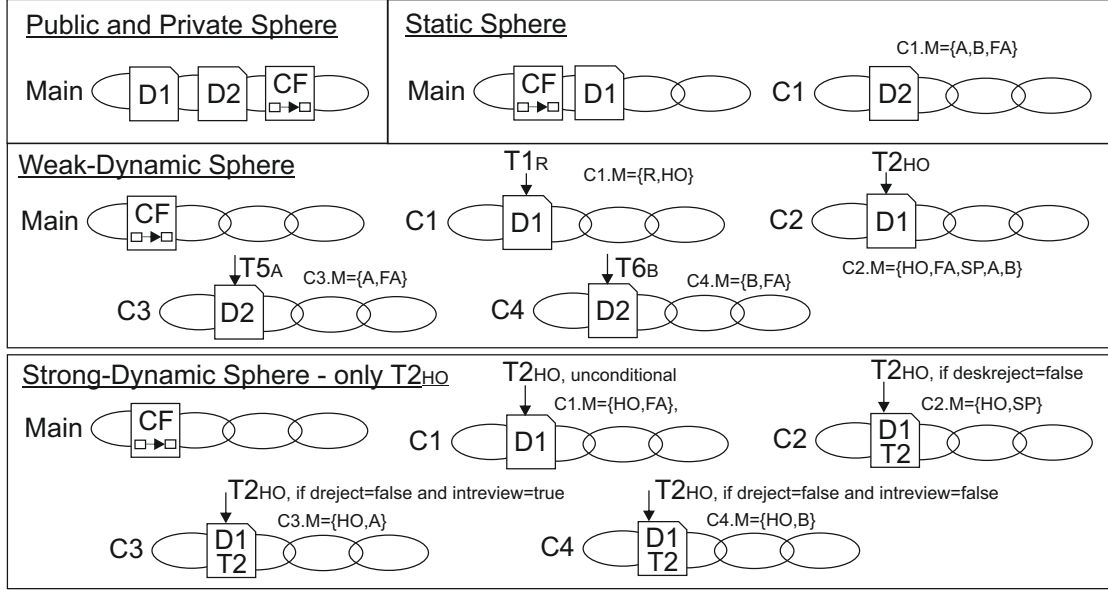 Public and Private Sphere
Main D1 D2 CF
Static Sphere
C1.M={A,B,FA}
Main CF D1 C1 D2
Weak-Dynamic Sphere
T1R C1.M={R,HO} T2HO
Main CF C1 D1 C2 D1
C2.M={HO,FA,SP,A,B}
T5A C3.M={A,FA} T6B C4.M={B,FA}
C3 D2 C4 D2
Strong-Dynamic Sphere - only T2HO
T2HO, unconditional T2HO, if deskreject=false
C1.M={HO,FA}, C2.M={HO,SP}
Main CF C1 D1 C2 D1
T2
T2HO, if dreject=false and intreview=true T2HO, if dreject=false and intreview=false
C3.M={HO,A} C4.M={HO,B}
C3 D1 C4 D1
T2 T2